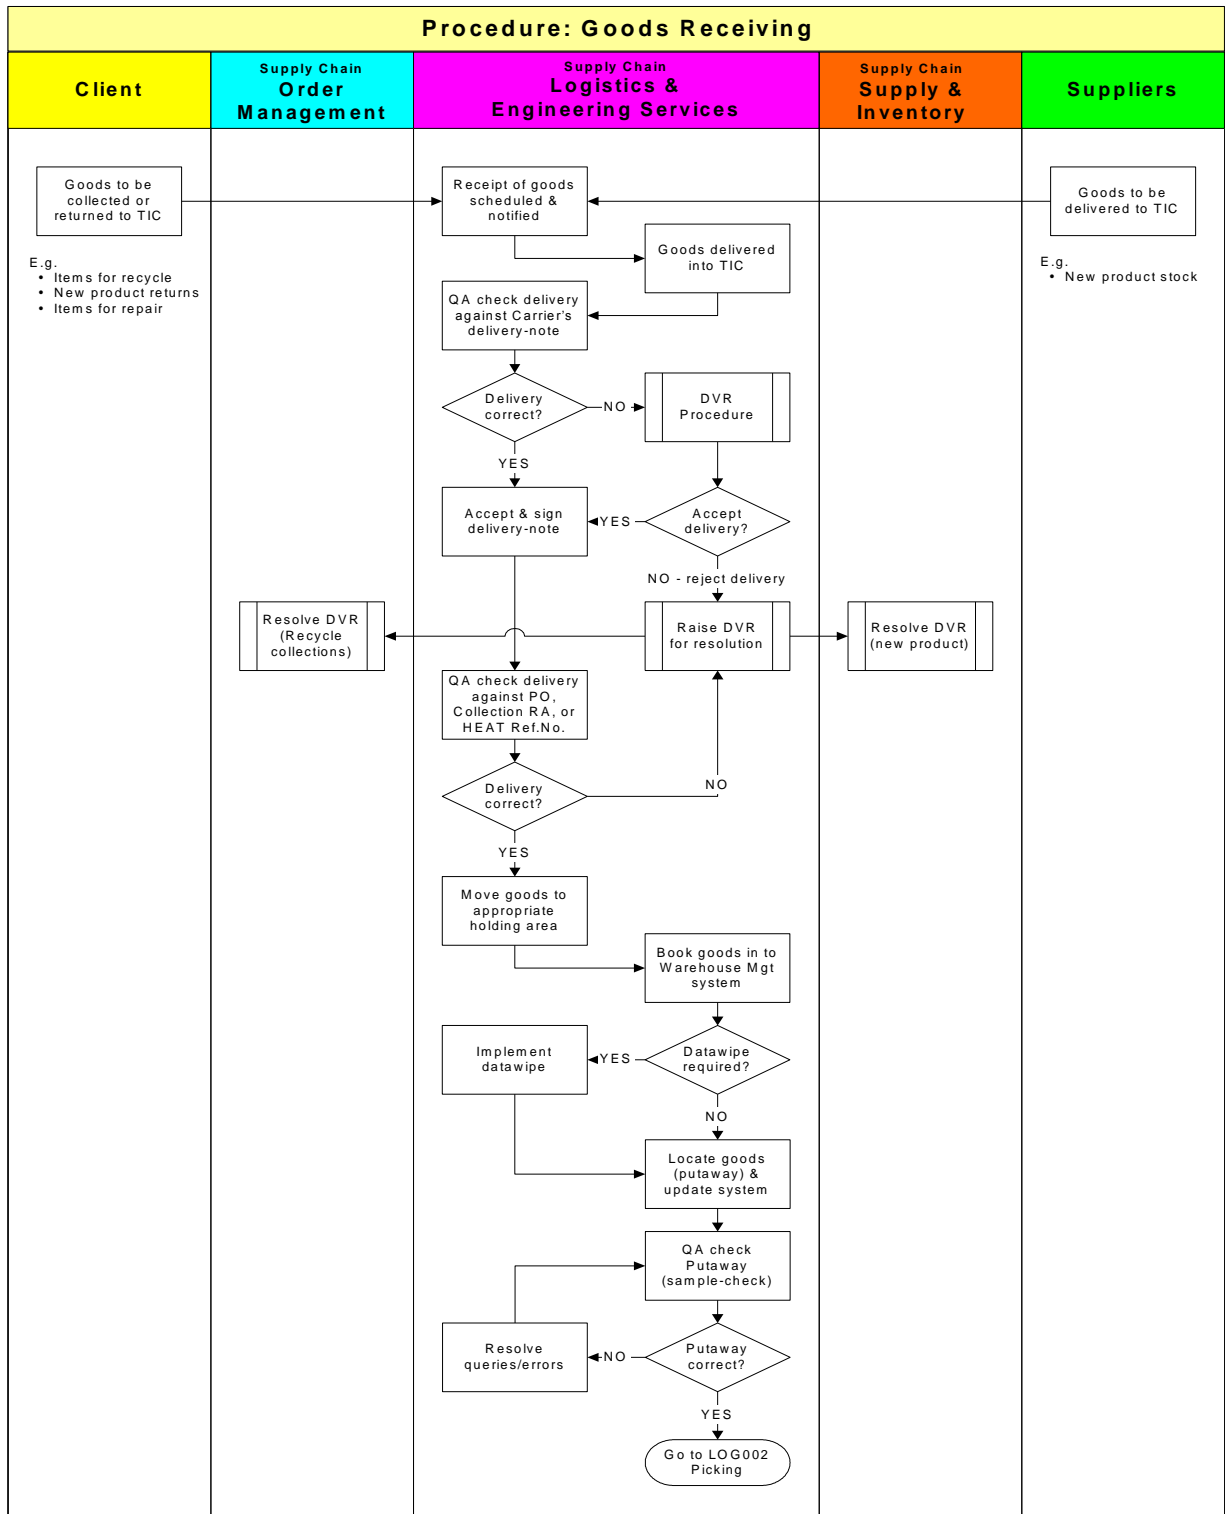 Procedure: Goods Receiving
Client
Supply Chain
Order
Management
Supply Chain
Logistics &
Engineering Services
Supply Chain
Supply &
Inventory
Suppliers
Goods to be
collected or
returned to TIC
Receipt of goods
scheduled &
notified
Goods to be
delivered to TIC
Goods delivered
into TIC
E.g.
• Items for recycle
• New product returns
• Items for repair
E.g.
• New product stock
QA check delivery
against Carrier's
delivery-note
Delivery
correct?
NO
DVR
Procedure
YES
Accept & sign
delivery-note
YES
Accept
delivery?
NO - reject delivery
Resolve DVR
(Recycle
collections)
Raise DVR
for resolution
Resolve DVR
(new product)
QA check delivery
against PO,
Collection RA, or
HEAT Ref.No.
Delivery
correct?
NO
YES
Move goods to
appropriate
holding area
Book goods in to
Warehouse Mgt
system
Implement
datawipe
YES
Datawipe
required?
NO
Locate goods
(putaway) &
update system
QA check
Putaway
(sample-check)
Resolve
queries/errors
NO
Putaway
correct?
YES
Go to LOG002
Picking